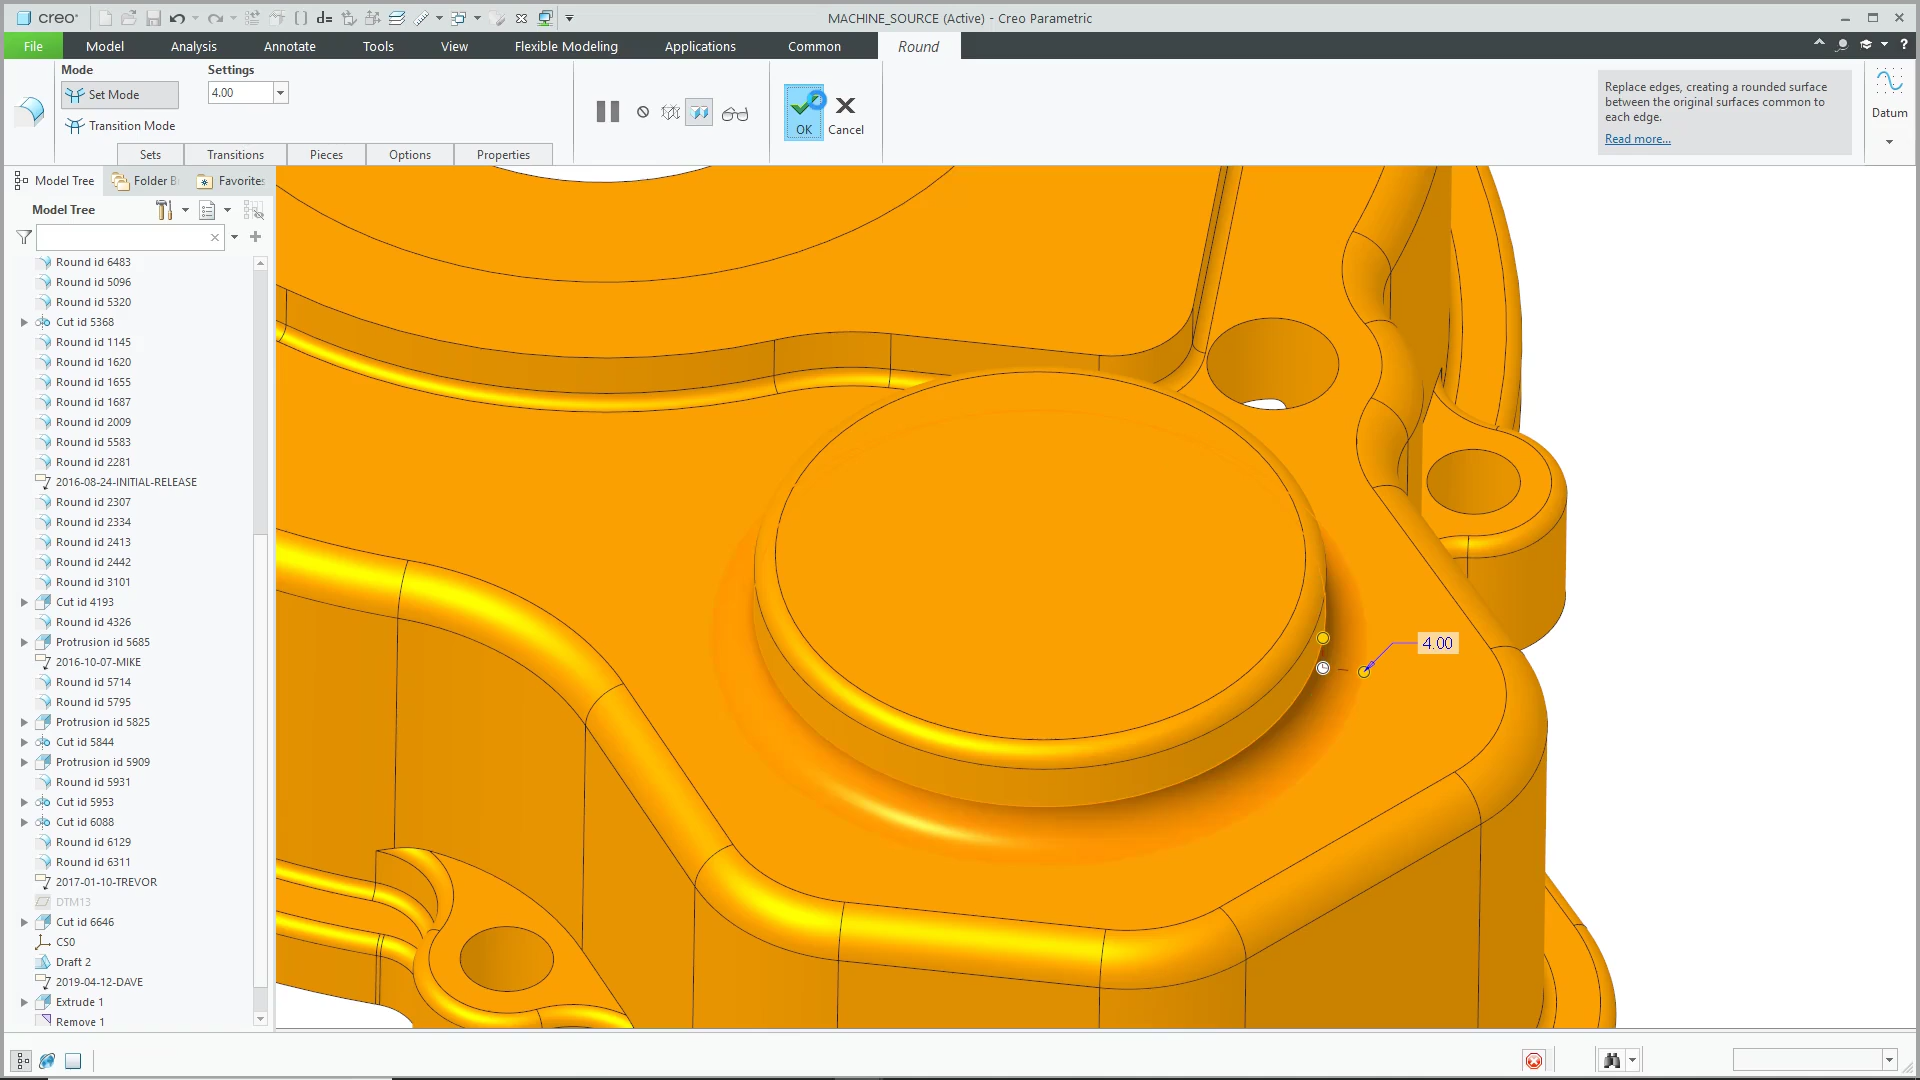 creo
MACHINE_SOURCE (Active) - Creo Parametric
File
Model
Analysis
Annotate
Tools
View
Flexible Modeling
Applications
Common
Round
Mode
Set Mode
Transition Mode
Settings
4.00
OK
Cancel
Replace edges, creating a rounded surface
between the original surfaces common to
each edge.
Read more...
Datum
Sets
Transitions
Pieces
Options
Properties
Model Tree
Folder B
Favorites
Model Tree
Round id 6483
Round id 5096
Round id 5320
Cut id 5368
Round id 1145
Round id 1620
Round id 1655
Round id 1687
Round id 2009
Round id 5583
Round id 2281
2016-08-24-INITIAL-RELEASE
Round id 2307
Round id 2334
Round id 2413
Round id 2442
Round id 3101
Cut id 4193
Round id 4326
Protrusion id 5685
2016-10-07-MIKE
Round id 5714
Round id 5795
Protrusion id 5825
Cut id 5844
Protrusion id 5909
Round id 5931
Cut id 5953
Cut id 6088
Round id 6129
Round id 6311
2017-01-10-TREVOR
DTM13
Cut id 6646
CS0
Draft 2
2019-04-12-DAVE
Extrude 1
Remove 1
4.00